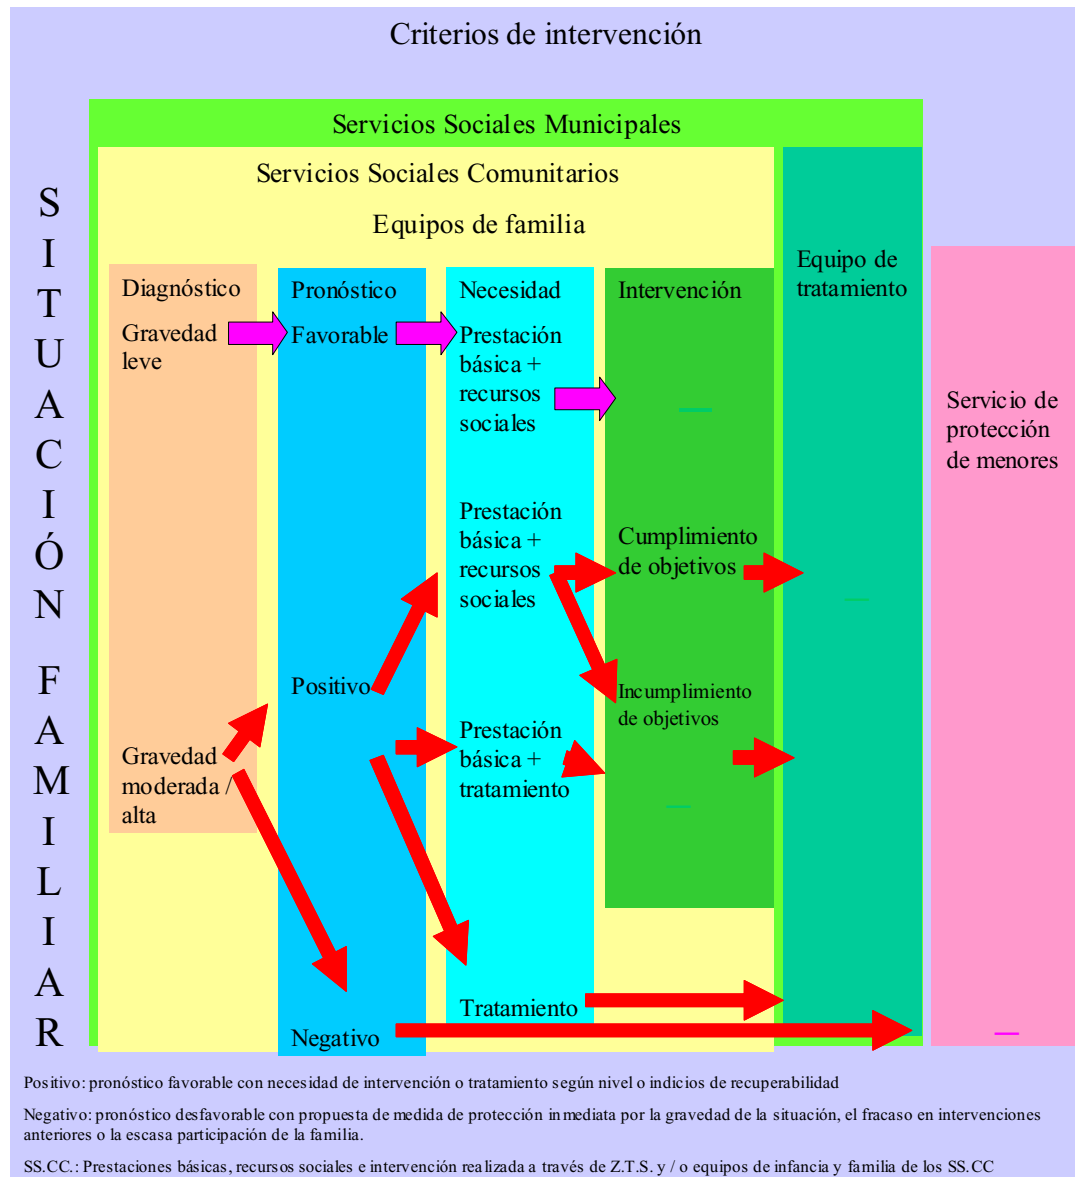 Criterios de intervención
Servicios Sociales Municipales
Servicios Sociales Comunitarios
Equipos de familia
SITUACIÓN FAMILIAR
Diagnóstico
Gravedad
leve
Gravedad
moderada /
alta
Pronóstico
Favorable
Positivo
Negativo
Necesidad
Prestación
básica +
recursos
sociales
Prestación
básica +
recursos
sociales
Prestación
básica +
tratamiento
Tratamiento
Intervención
Cumplimiento
de objetivos
Incumplimiento
de objetivos
Equipo de
tratamiento
Servicio de
protección
de menores
Positivo: pronóstico favorable con necesidad de intervención o tratamiento según nivel o indicios de recuperabilidad
Negativo: pronóstico desfavorable con propuesta de medida de protección inmediata por la gravedad de la situación, el fracaso en intervenciones
anteriores o la escasa participación de la familia.
SS.CC.: Prestaciones básicas, recursos sociales e intervención realizada a través de Z.T.S. y / o equipos de infancia y familia de los SS.CC